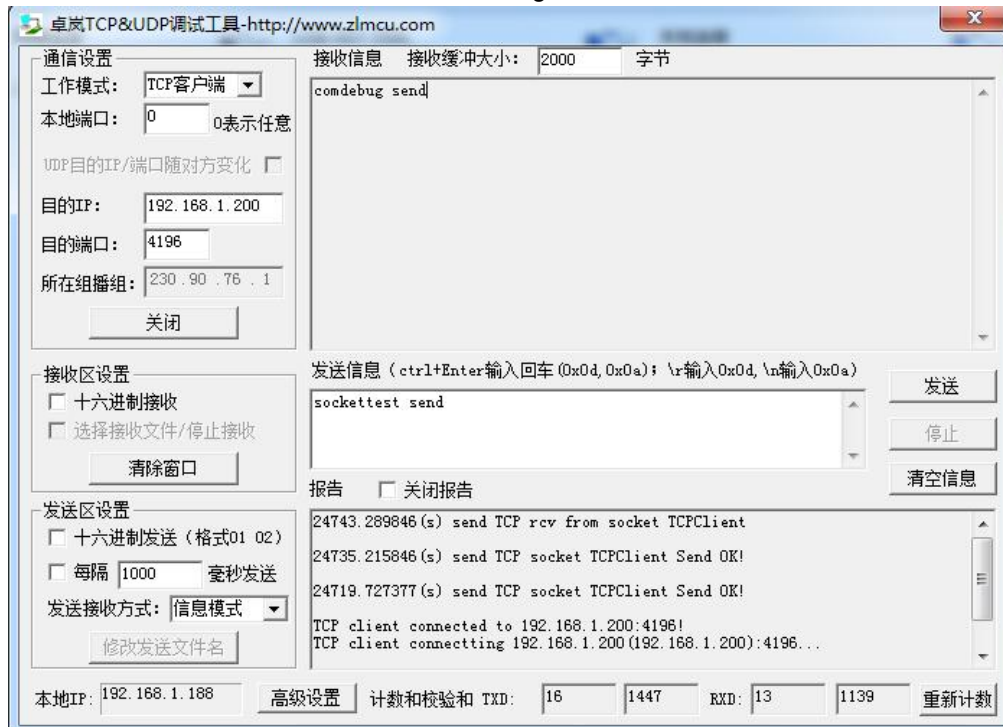 卓岚TCP&UDP调试工具-http://www.zlmcu.com
通信设置
工作模式： TCP客户端
本地端口： 0 0表示任意
UDP目的IP/端口随对方变化
目的IP： 192.168.1.200
目的端口： 4196
所在组播组： 230 .90 .76 .1
关闭
接收区设置
十六进制接收
选择接收文件/停止接收
清除窗口
发送区设置
十六进制发送（格式01 02）
每隔 1000 毫秒发送
发送接收方式： 信息模式
修改发送文件名
接收信息 接收缓冲大小： 2000 字节
comdebug send
发送信息（ctrl+Enter输入回车(0x0d,0x0a)；\r输入0x0d,\n输入0x0a）
sockettest send
发送
停止
清空信息
报告 关闭报告
24743.289846(s) send TCP rcv from socket TCPClient
24735.215846(s) send TCP socket TCPClient Send OK!
24719.727377(s) send TCP socket TCPClient Send OK!
TCP client connected to 192.168.1.200:4196!
TCP client connectting 192.168.1.200(192.168.1.200):4196...
本地IP： 192.168.1.188 高级设置 计数和校验和 TXD: 16 1447 RXD: 13 1139 重新计数